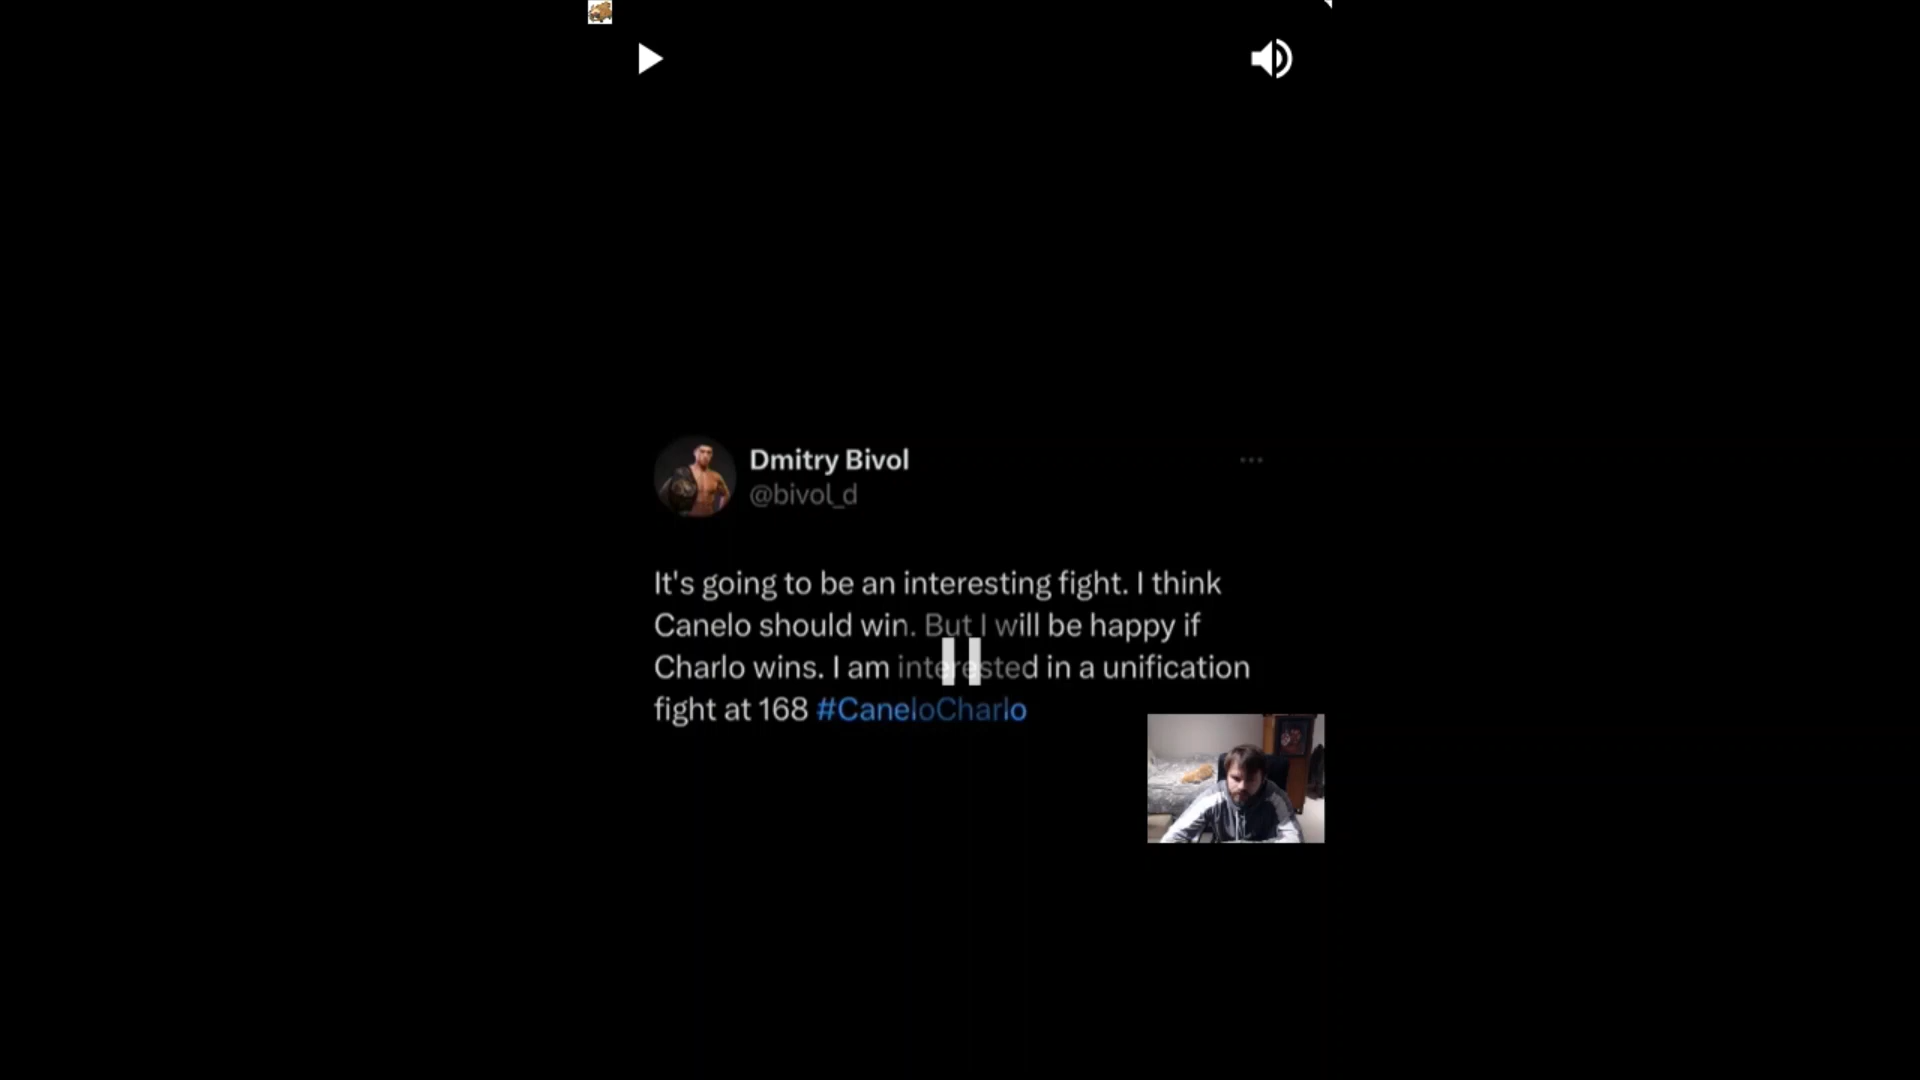 Dmitry Bivol
@bivol_d
It's going to be an interesting fight. I think
Canelo should win. But I will be happy if
Charlo wins. I am interested in a unification
fight at 168 #CaneloCharlo